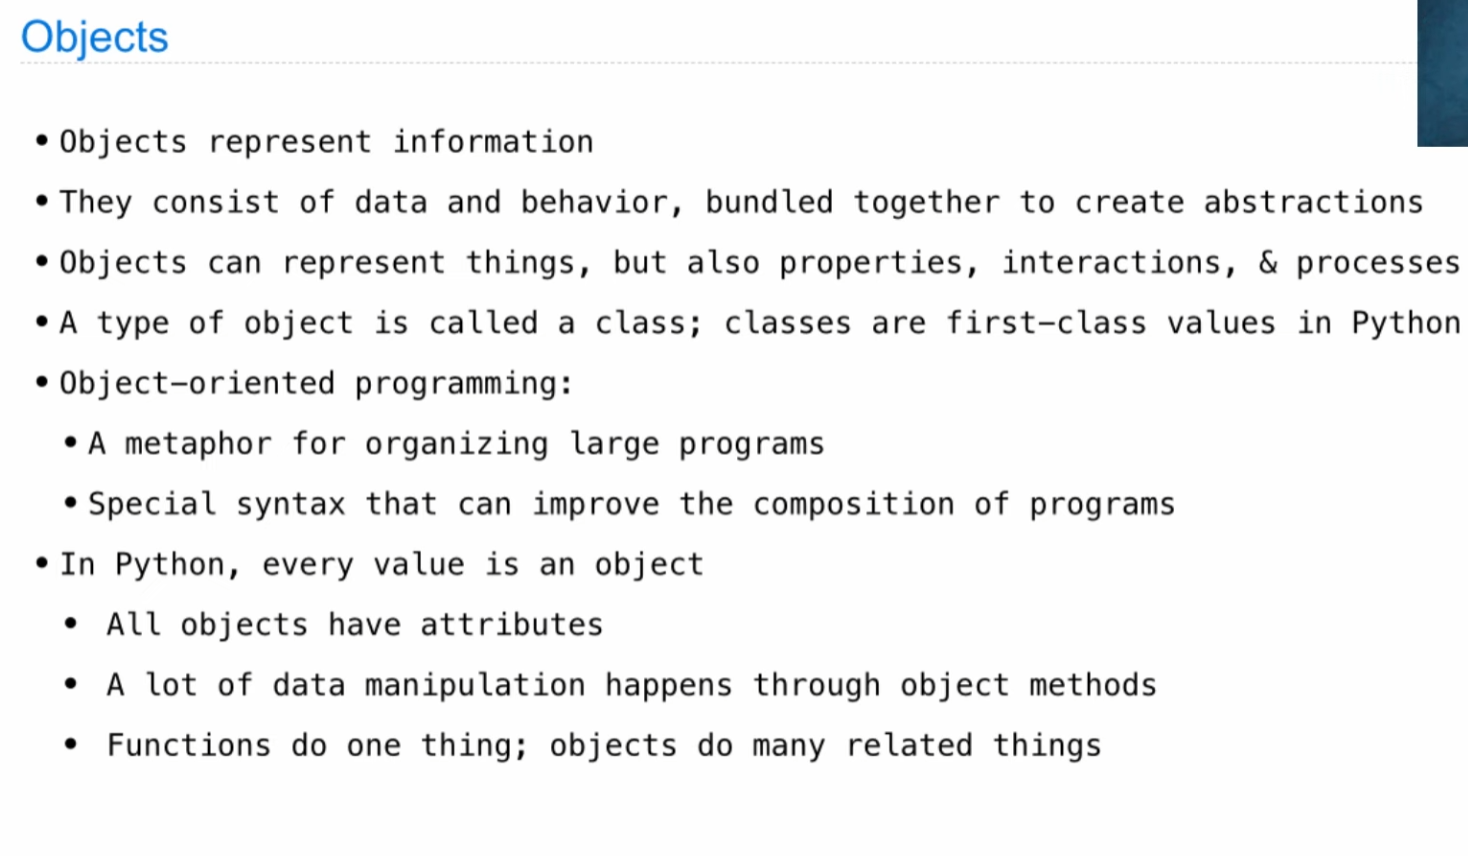 Objects
• Objects represent information
• They consist of data and behavior, bundled together to create abstractions
• Objects can represent things, but also properties, interactions, & processes
• A type of object is called a class; classes are first-class values in Python
• Object-oriented programming:
• A metaphor for organizing large programs
• Special syntax that can improve the composition of programs
• In Python, every value is an object
• All objects have attributes
• A lot of data manipulation happens through object methods
• Functions do one thing; objects do many related things